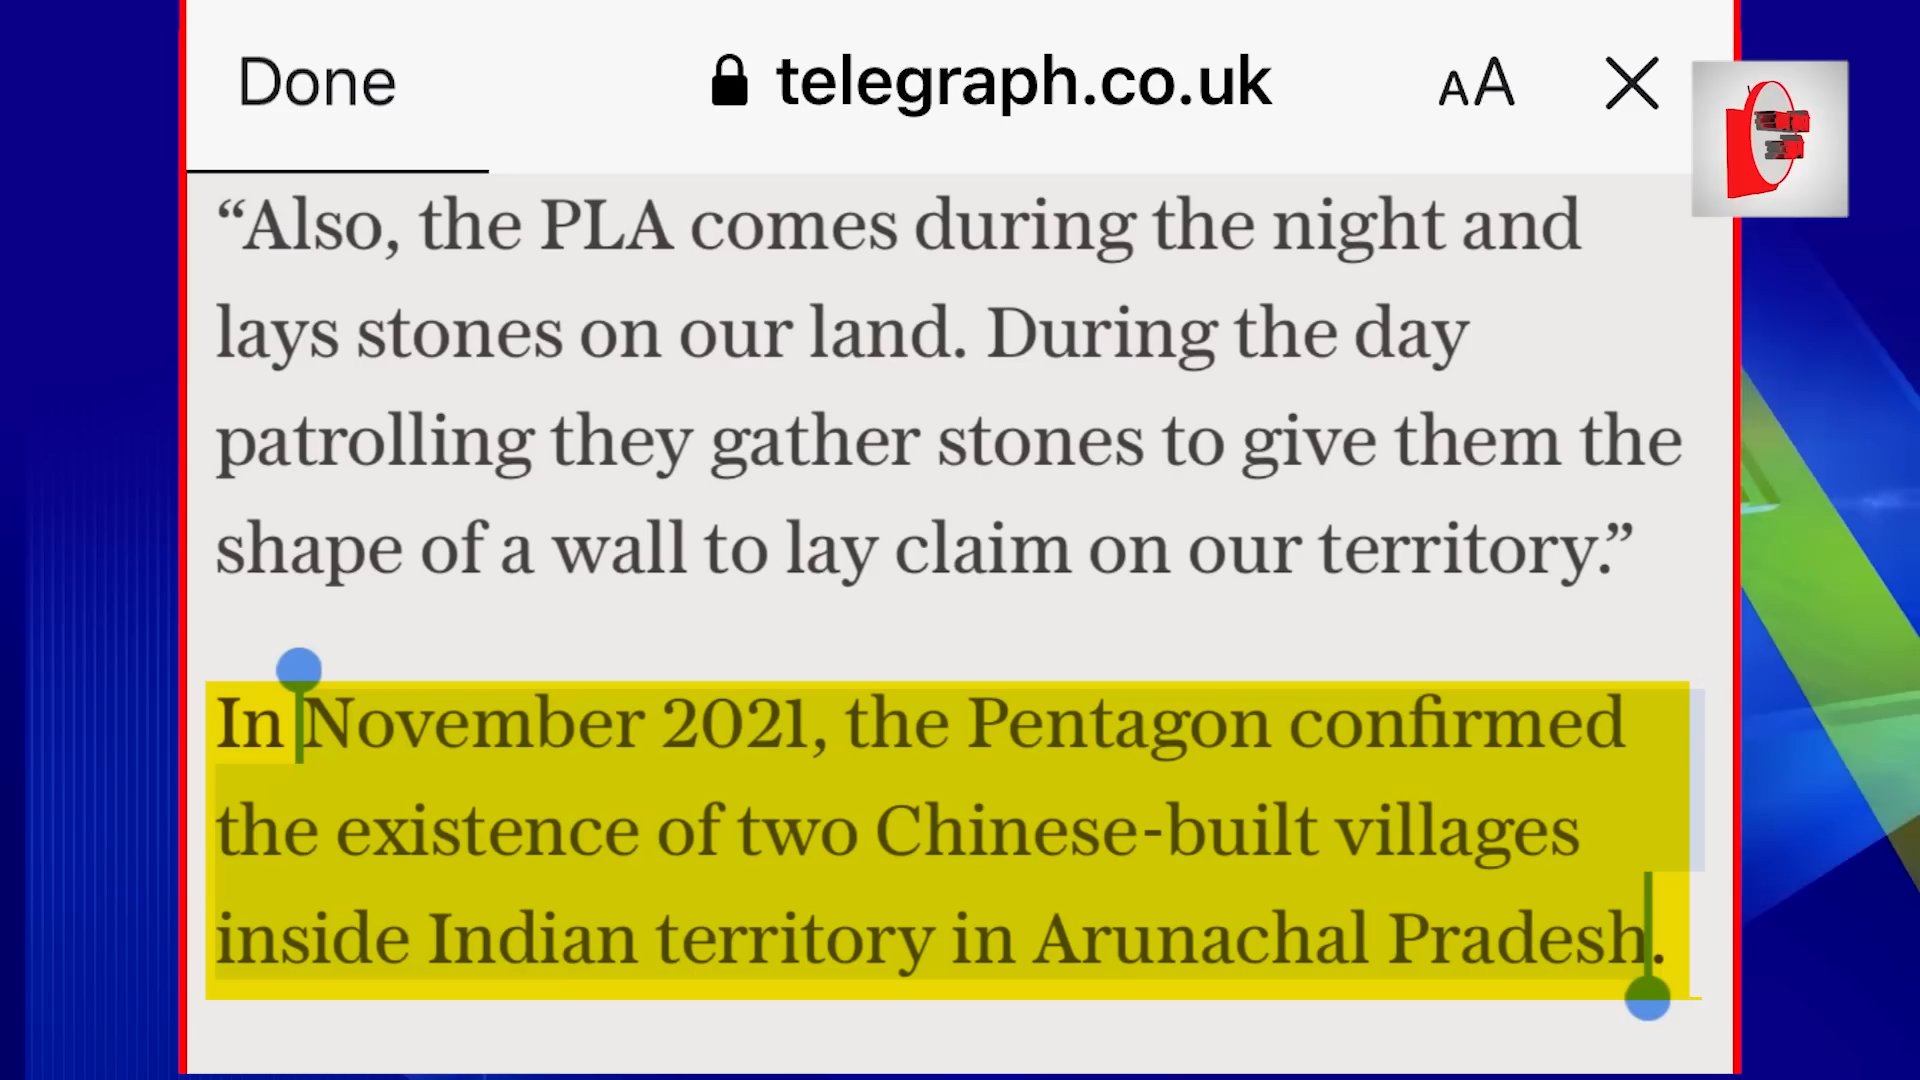 Done
telegraph.co.uk
AA
“Also, the PLA comes during the night and
lays stones on our land. During the day
patrolling they gather stones to give them the
shape of a wall to lay claim on our territory.”
In November 2021, the Pentagon confirmed
the existence of two Chinese-built villages
inside Indian territory in Arunachal Pradesh.